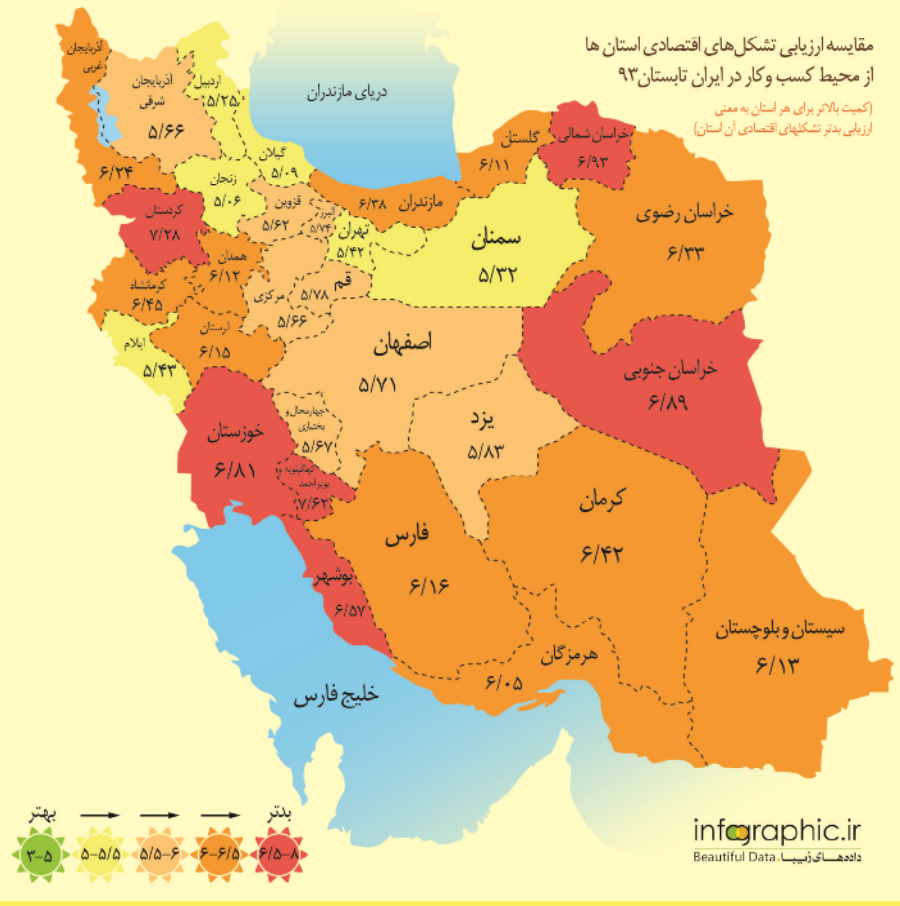 مقایسه ارزیابی تشکل‌های اقتصادی استان ها
از محیط کسب وکار در ایران تابستان۹۳
(کمیت بالاتر برای هر استان به معنی
ارزیابی بدتر تشکلهای اقتصادی آن استان)
دریای مازندران
آذربایجان
غربی
۶/۲۴
آذربایجان
شرقی
۵/۶۶
اردبیل
۵/۲۵
گیلان
۵/۰۹
زنجان
۵/۰۶
گلستان
۶/۱۱
خراسان شمالی
۶/۹۳
خراسان رضوی
۶/۳۳
مازندران
۶/۳۸
قزوین
۵/۶۲
البرز
۵/۷۴
تهران
۵/۴۲
سمنان
۵/۳۲
کردستان
۷/۲۸
همدان
۶/۱۲
قم
۵/۷۸
مرکزی
۵/۶۶
کرمانشاه
۶/۴۵
لرستان
۶/۱۵
ایلام
۵/۴۳
اصفهان
۵/۷۱
خراسان جنوبی
۶/۸۹
یزد
۵/۸۳
چهارمحال و
بختیاری
۵/۶۷
خوزستان
۶/۸۱
کهگیلویه و
بویراحمد
۷/۶۲
کرمان
۶/۴۲
فارس
۶/۱۶
بوشهر
۶/۵۷
سیستان و بلوچستان
۶/۱۳
هرمزگان
۶/۰۵
خلیج فارس
بهتر
بدتر
۳-۵
۵-۵/۵
۵/۵-۶
۶-۶/۵
۶/۵-۸
infographic.ir
Beautiful Data داده‌هــای زیـبـا